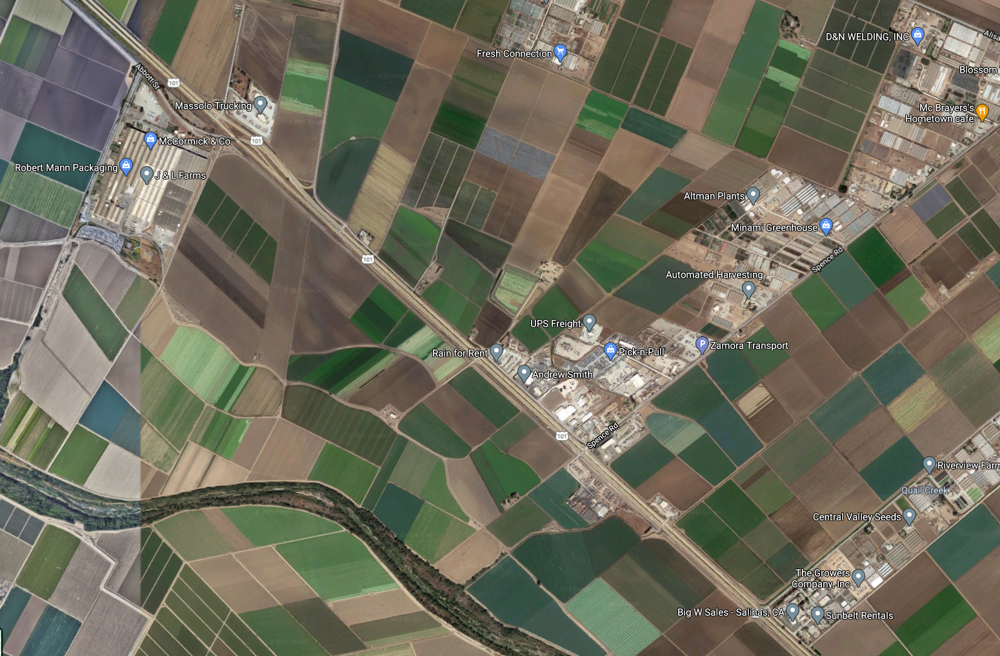 D&N WELDING, INC
Alisa
Fresh Connection
Blossom
Abbott St
101
Massolo Trucking
Mc Brayers's
Hometown cafe
101
McCormick & Co
Robert Mann Packaging
J & L Farms
Altman Plants
Minami Greenhouse
101
Spence Rd
Automated Harvesting
UPS Freight
Zamora Transport
P
Rain for Rent
Pick-n-Pull
Andrew Smith
101
Spence Rd
Riverview Farm
Quail Creek
Central Valley Seeds
The Growers
Company, Inc
Big W Sales - Salinas, CA
Sunbelt Rentals